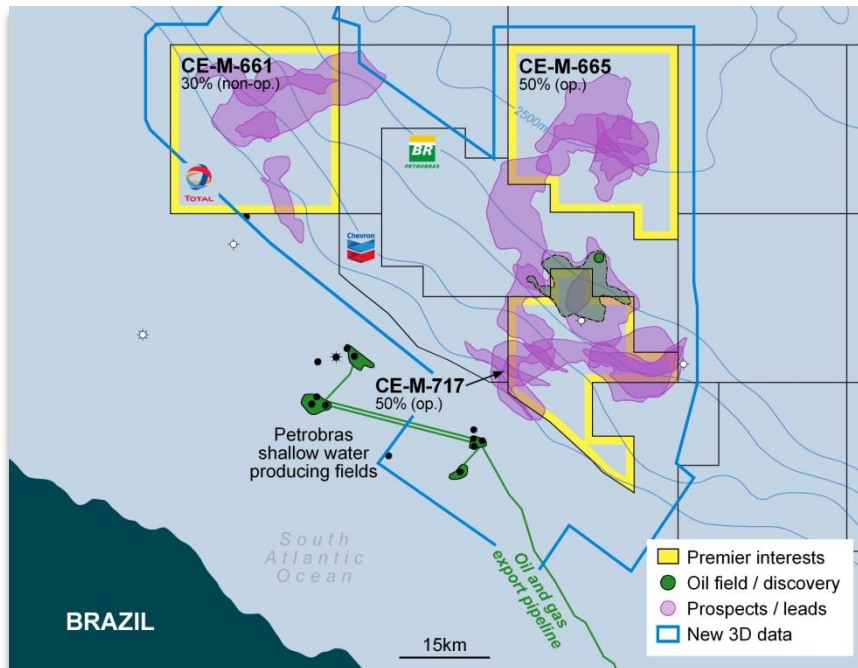 CE-M-661
30% (non-op.)
CE-M-665
50% (op.)
2500m
BR
PETROBRAS
TOTAL
Chevron
CE-M-717
50% (op.)
Petrobras
shallow water
producing fields
South
Atlantic
Ocean
Oil and gas
export pipeline
BRAZIL
15km
Premier interests
Oil field / discovery
Prospects / leads
New 3D data